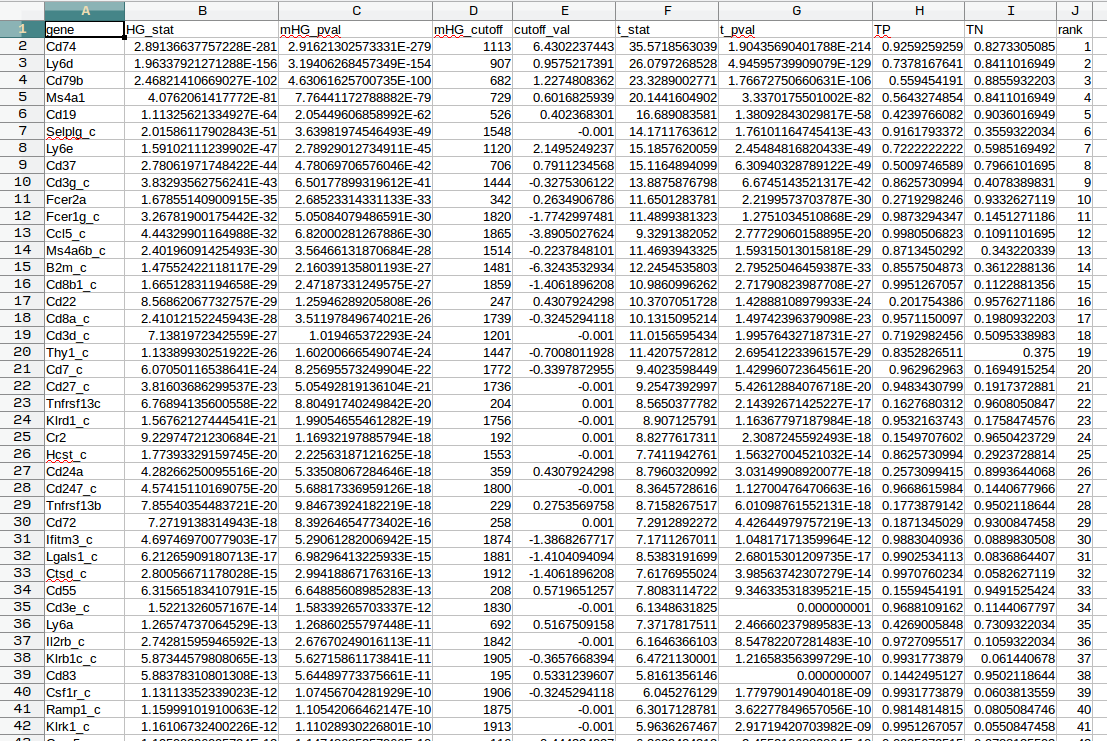 A B C D E F G H I J
1 gene HG_stat mHG_pval mHG_cutoff cutoff_val t_stat t_pval TP TN rank
2 Cd74 2.89136637757228E-281 2.91621302573331E-279 1113 6.4302237443 35.5718563039 1.90435690401788E-214 0.9259259259 0.8273305085 1
3 Ly6d 1.96337921271288E-156 3.19406268457349E-154 907 0.9575217391 26.0797268528 4.94595739909079E-129 0.7378167641 0.8411016949 2
4 Cd79b 2.46821410669027E-102 4.63061625700735E-100 682 1.2274808362 23.3289002771 1.76672750660631E-106 0.559454191 0.8855932203 3
5 Ms4a1 4.0762061417772E-81 7.76441172788882E-79 729 0.6016825939 20.1441604902 3.3370175501002E-82 0.5643274854 0.8411016949 4
6 Cd19 1.11325621334927E-64 2.05449606858992E-62 526 0.402368301 16.689083581 1.38092843029817E-58 0.4239766082 0.9036016949 5
7 Selplg_c 2.01586117902843E-51 3.63981974546493E-49 1548 -0.001 14.1711763612 1.76101164745413E-43 0.9161793372 0.3559322034 6
8 Ly6e 1.59102111239902E-47 2.78929012734911E-45 1120 2.1495249237 15.1857620059 2.45484816820433E-49 0.7222222222 0.5985169492 7
9 Cd37 2.78061971748422E-44 4.78069706576046E-42 706 0.7911234568 15.1164894099 6.30940328789122E-49 0.5009746589 0.7966101695 8
10 Cd3g_c 3.83293562756241E-43 6.50177899319612E-41 1444 -0.3275306122 13.8875876798 6.6745143521317E-42 0.8625730994 0.4078389831 9
11 Fcer2a 1.67855140900915E-35 2.68523314331133E-33 342 0.2634906786 11.6501283842 2.2199573703787E-30 0.2719298246 0.9332627119 10
12 Fcer1g_c 3.26781900175442E-32 5.05084079486591E-30 1820 -1.7742997481 11.4899381323 1.2751034510868E-29 0.9873294347 0.1451271186 11
13 Ccl5_c 4.44329901164988E-32 6.82000281267886E-30 1865 -3.8905027624 9.3291382052 2.77729060158895E-20 0.9980506823 0.1091101695 12
14 Ms4a6b_c 2.40196091425493E-30 3.56466131870684E-28 1514 -0.2237848101 11.4693943325 1.59315013015818E-29 0.8713450292 0.343220339 13
15 B2m_c 1.47552422118117E-29 2.16039135801193E-27 1481 -6.3243532934 12.2454535803 2.79525046459387E-33 0.8557504873 0.3612288136 14
16 Cd8b1_c 1.66512831194658E-29 2.47187331249575E-27 1859 -1.4061896208 10.9860996262 2.71790823987708E-27 0.9951267057 0.1122881356 15
17 Cd22 8.56862067732757E-29 1.25946289205808E-26 247 0.4307924298 10.3707051728 1.42888108979933E-24 0.201754386 0.9576271186 16
18 Cd8a_c 2.41012152245943E-28 3.51197849674021E-26 1739 -0.3245294118 10.1315095214 1.49742396379098E-23 0.9571150097 0.1980932203 17
19 Cd3d_c 7.1381972342559E-27 1.019465372293E-24 1201 -0.001 11.0156595434 1.99576432718731E-27 0.7192982456 0.5095338983 18
20 Thy1_c 1.13389930251922E-26 1.60200666549074E-24 1447 -0.7008011928 11.4207572812 2.69541223396157E-29 0.8352826511 0.375 19
21 Cd7_c 6.07050116538641E-24 8.25695573249904E-22 1772 -0.3397872955 9.4023598449 1.42996072364561E-20 0.962962963 0.1694915254 20
22 Cd27_c 3.81603686299537E-23 5.05492819136104E-21 1736 -0.001 9.2547392997 5.42612884076718E-20 0.9483430799 0.1917372881 21
23 Tnfrsf13c 6.76894135600558E-22 8.80491740249842E-20 204 0.001 8.5650377782 2.14392671425227E-17 0.1627680312 0.9608050847 22
24 Klrd1_c 1.56762127444541E-21 1.99054655461282E-19 1756 -0.001 8.907125791 1.16367797187984E-18 0.9532163743 0.1758474576 23
25 Cr2 9.22974721230684E-21 1.16932197885794E-18 192 0.001 8.8277617311 2.3087245592493E-18 0.1549707602 0.9650423729 24
26 Hcst_c 1.77393329159745E-20 2.22563187121625E-18 1553 -0.001 7.7411942761 1.56327004521032E-14 0.8625730994 0.2923728814 25
27 Cd24a 4.28266250095516E-20 5.33508067284646E-18 359 0.4307924298 8.7960320992 3.03149908920077E-18 0.2573099415 0.8993644068 26
28 Cd247_c 4.57415110169075E-20 5.68817336959126E-18 1800 -0.001 8.3645728616 1.12700476470663E-16 0.9668615984 0.1440677966 27
29 Tnfrsf13b 7.85540354483721E-20 9.84673924182219E-18 229 0.2753569758 8.7158267517 6.01098761552131E-18 0.1773879142 0.9502118644 28
30 Cd72 7.2719138314943E-18 8.39264654773402E-16 258 0.001 7.2912892272 4.42644979757219E-13 0.1871345029 0.9300847458 29
31 Ifitm3_c 4.69746970077903E-17 5.29061282006942E-15 1874 -1.3868267717 7.1711267011 1.04817171359964E-12 0.9883040936 0.0889830508 30
32 Lgals1_c 6.21265909180713E-17 6.98296413225933E-15 1881 -1.4104094094 8.5383191699 2.68015301209735E-17 0.9902534113 0.0836864407 31
33 Ctsd_c 2.80056671178028E-15 2.99418867176316E-13 1912 -1.4061896208 7.6176955024 3.98563742307279E-14 0.9970760234 0.0582627119 32
34 Cd55 6.31565183410791E-15 6.64885608985283E-13 208 0.5719651257 7.8083114722 9.34633531839521E-15 0.1559454191 0.9491525424 33
35 Cd3e_c 1.5221326057167E-14 1.58339265703337E-12 1830 -0.001 6.1348631825 0.000000001 0.9688109162 0.1144067797 34
36 Ly6a 1.26574737064529E-13 1.26860255797448E-11 692 0.5167509158 7.3717817511 2.46660237989583E-13 0.4269005848 0.7309322034 35
37 Il2rb_c 2.74281595946592E-13 2.67670249016113E-11 1842 -0.001 6.1646366103 8.54782207281483E-10 0.9727095517 0.1059322034 36
38 Klrb1c_c 5.87344579808065E-13 5.62715861173841E-11 1905 -0.3657668394 6.4721130001 1.21658356399729E-10 0.9931773879 0.061440678 37
39 Cd83 5.88378310801308E-13 5.64489773375661E-11 195 0.5331239607 5.8161356146 0.000000007 0.1442495127 0.9502118644 38
40 Csf1r_c 1.13113352339023E-12 1.07456704281929E-10 1906 -0.3245294118 6.045276129 1.77979014904018E-09 0.9931773879 0.0603813559 39
41 Ramp1_c 1.15999101910063E-12 1.10542066462147E-10 1875 -0.001 6.3017128781 3.62277849657056E-10 0.9814814815 0.0805084746 40
42 Klrk1_c 1.16106732400226E-12 1.11028930226801E-10 1913 -0.001 5.9636267467 2.91719420703982E-09 0.9951267057 0.0550847458 41